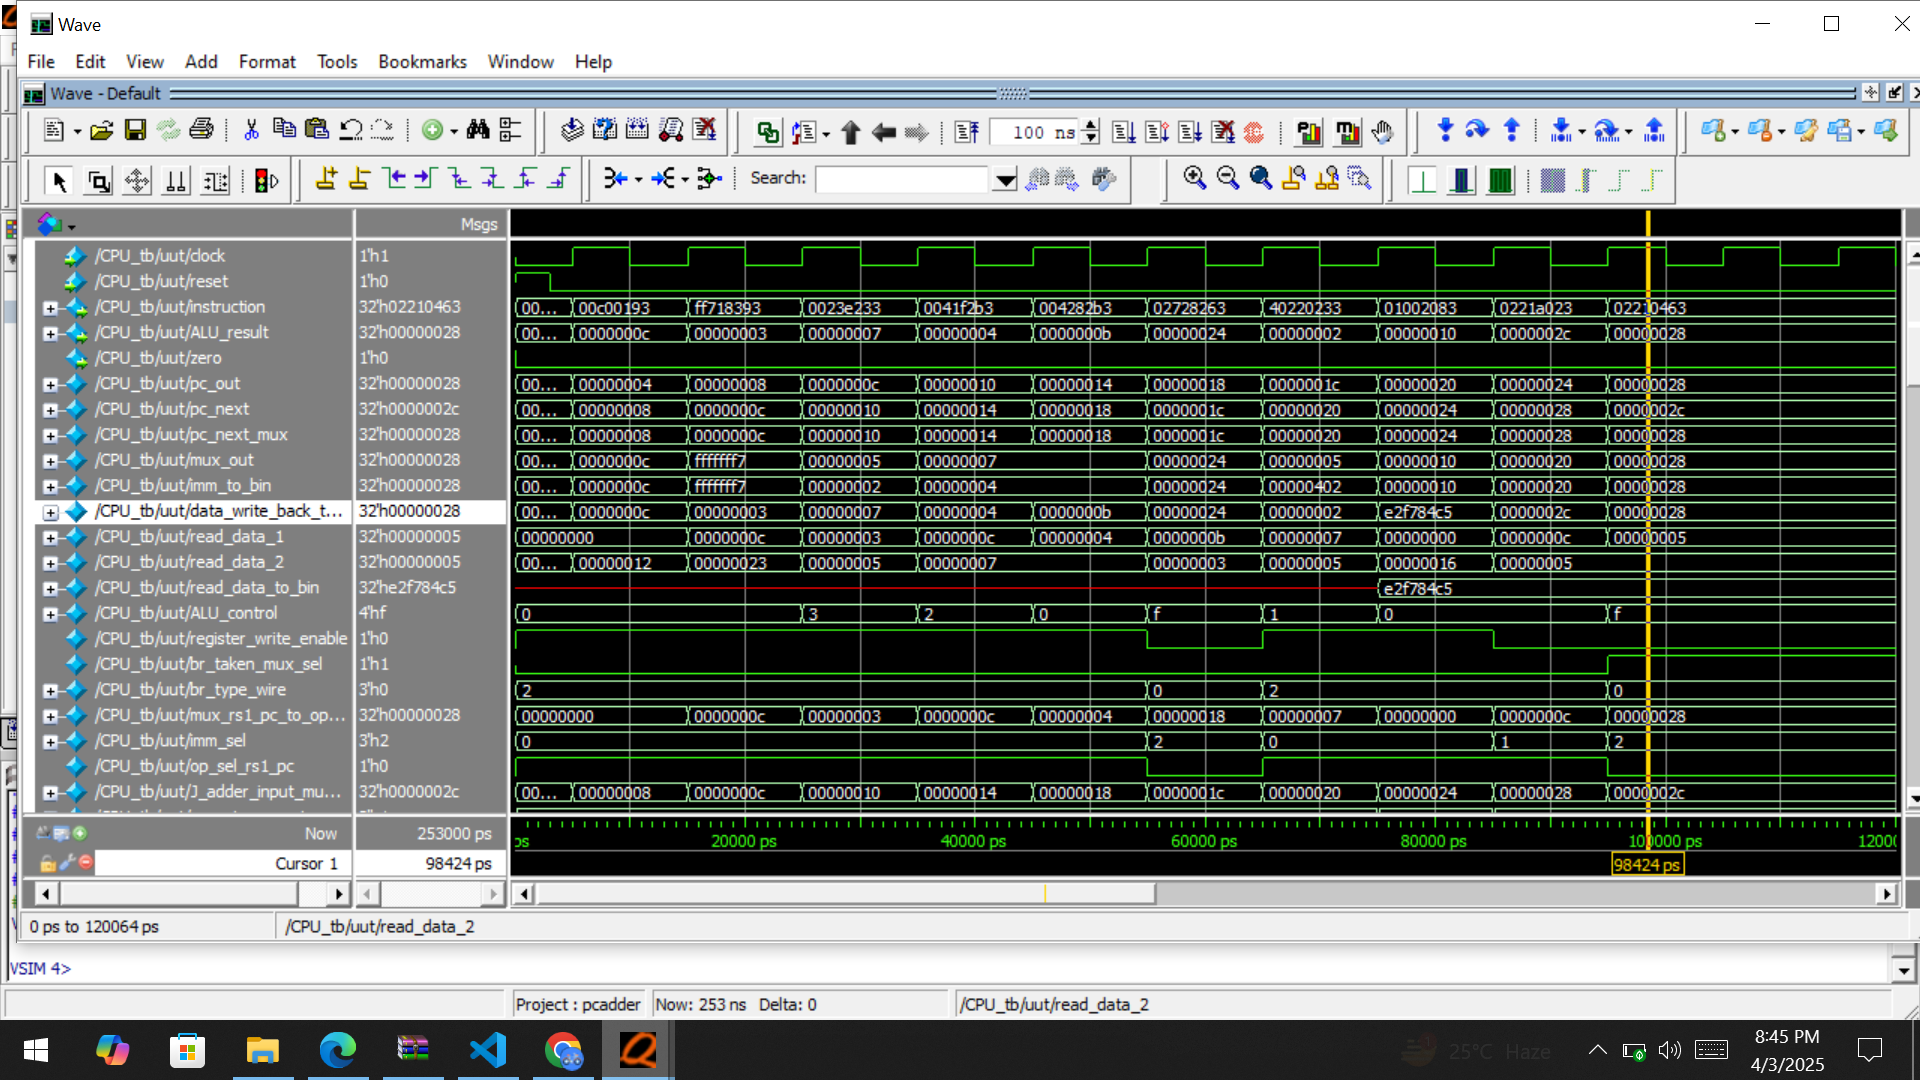 Wave
File Edit View Add Format Tools Bookmarks Window Help
Wave - Default
100 ns
Search:
Msgs
/CPU_tb/uut/clock 1'h1
/CPU_tb/uut/reset 1'h0
/CPU_tb/uut/instruction 32'h02210463 00... 00c00193 ff718393 0023e233 0041f2b3 004282b3 02728263 40220233 01002083 0221a023 02210463
/CPU_tb/uut/ALU_result 32'h00000028 00... 0000000c 00000003 00000007 00000004 0000000b 00000024 00000002 00000010 0000002c 00000028
/CPU_tb/uut/zero 1'h0
/CPU_tb/uut/pc_out 32'h00000028 00... 00000004 00000008 0000000c 00000010 00000014 00000018 0000001c 00000020 00000024 00000028
/CPU_tb/uut/pc_next 32'h0000002c 00... 00000008 0000000c 00000010 00000014 00000018 0000001c 00000020 00000024 00000028 0000002c
/CPU_tb/uut/pc_next_mux 32'h00000028 00... 00000008 0000000c 00000010 00000014 00000018 0000001c 00000020 00000024 00000028 00000028
/CPU_tb/uut/mux_out 32'h00000028 00... 0000000c fffffff7 00000005 00000007 00000024 00000005 00000010 00000020 00000028
/CPU_tb/uut/imm_to_bin 32'h00000028 00... 0000000c fffffff7 00000002 00000004 00000024 00000402 00000010 00000020 00000028
/CPU_tb/uut/data_write_back_t... 32'h00000028 00... 0000000c 00000003 00000007 00000004 0000000b 00000024 00000002 e2f784c5 0000002c 00000028
/CPU_tb/uut/read_data_1 32'h00000005 00000000 0000000c 00000003 0000000c 00000004 0000000b 00000007 00000000 0000000c 00000005
/CPU_tb/uut/read_data_2 32'h00000005 00... 00000012 00000023 00000005 00000007 00000003 00000005 00000016 00000005
/CPU_tb/uut/read_data_to_bin 32'he2f784c5 e2f784c5
/CPU_tb/uut/ALU_control 4'hf 0 3 2 0 f 1 0 f
/CPU_tb/uut/register_write_enable 1'h0
/CPU_tb/uut/br_taken_mux_sel 1'h1
/CPU_tb/uut/br_type_wire 3'h0 2 0 2 0
/CPU_tb/uut/mux_rs1_pc_to_op... 32'h00000028 00000000 0000000c 00000003 0000000c 00000004 00000018 00000007 00000000 0000000c 00000028
/CPU_tb/uut/imm_sel 3'h2 0 2 0 1 2
/CPU_tb/uut/op_sel_rs1_pc 1'h0
/CPU_tb/uut/J_adder_input_mu... 32'h0000002c 00... 00000008 0000000c 00000010 00000014 00000018 0000001c 00000020 00000024 00000028 0000002c
Now 253000 ps ps 20000 ps 40000 ps 60000 ps 80000 ps 100000 ps 12000
Cursor 1 98424 ps 98424 ps
0 ps to 120064 ps /CPU_tb/uut/read_data_2
VSIM 4>
Project : pcadder Now: 253 ns Delta: 0 /CPU_tb/uut/read_data_2
25°C Haze
8:45 PM
4/3/2025